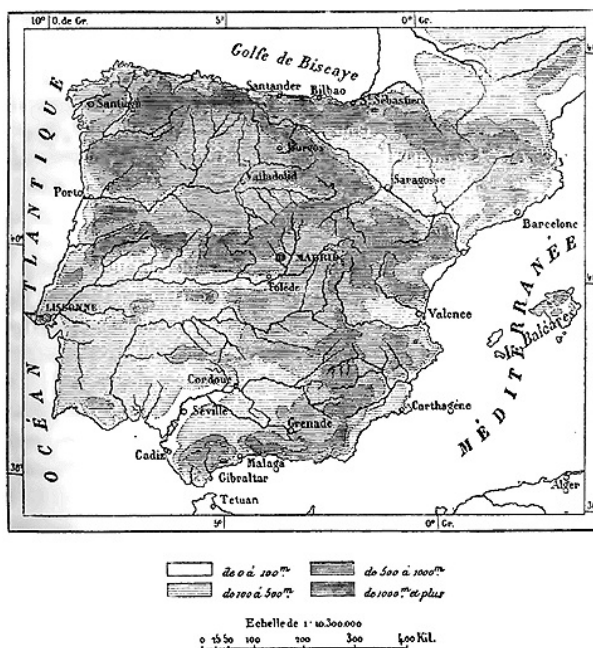 10° O. de Gr. 5° 0° Gr.
Golfe de Biscaye
Santander
Bilbao
St. Sébastien
Santiago
Burgos
Valladolid
Saragosse
Porto
Barcelone
40°
MADRID
Tolède
LISBONNE
Valence
Is. Baléares
OCÉAN ATLANTIQUE
MÉDITERRANÉE
Cordoue
Séville
Carthagène
Grenade
Cadix
Malaga
Gibraltar
Tetuan
Alger
5° 0° Gr.
de 0 à 100m. de 500 à 1000m
de 100 à 500m. de 1000m et plus
Echelle de 1:10.300.000
0 25 50 100 200 300 400 Kil.